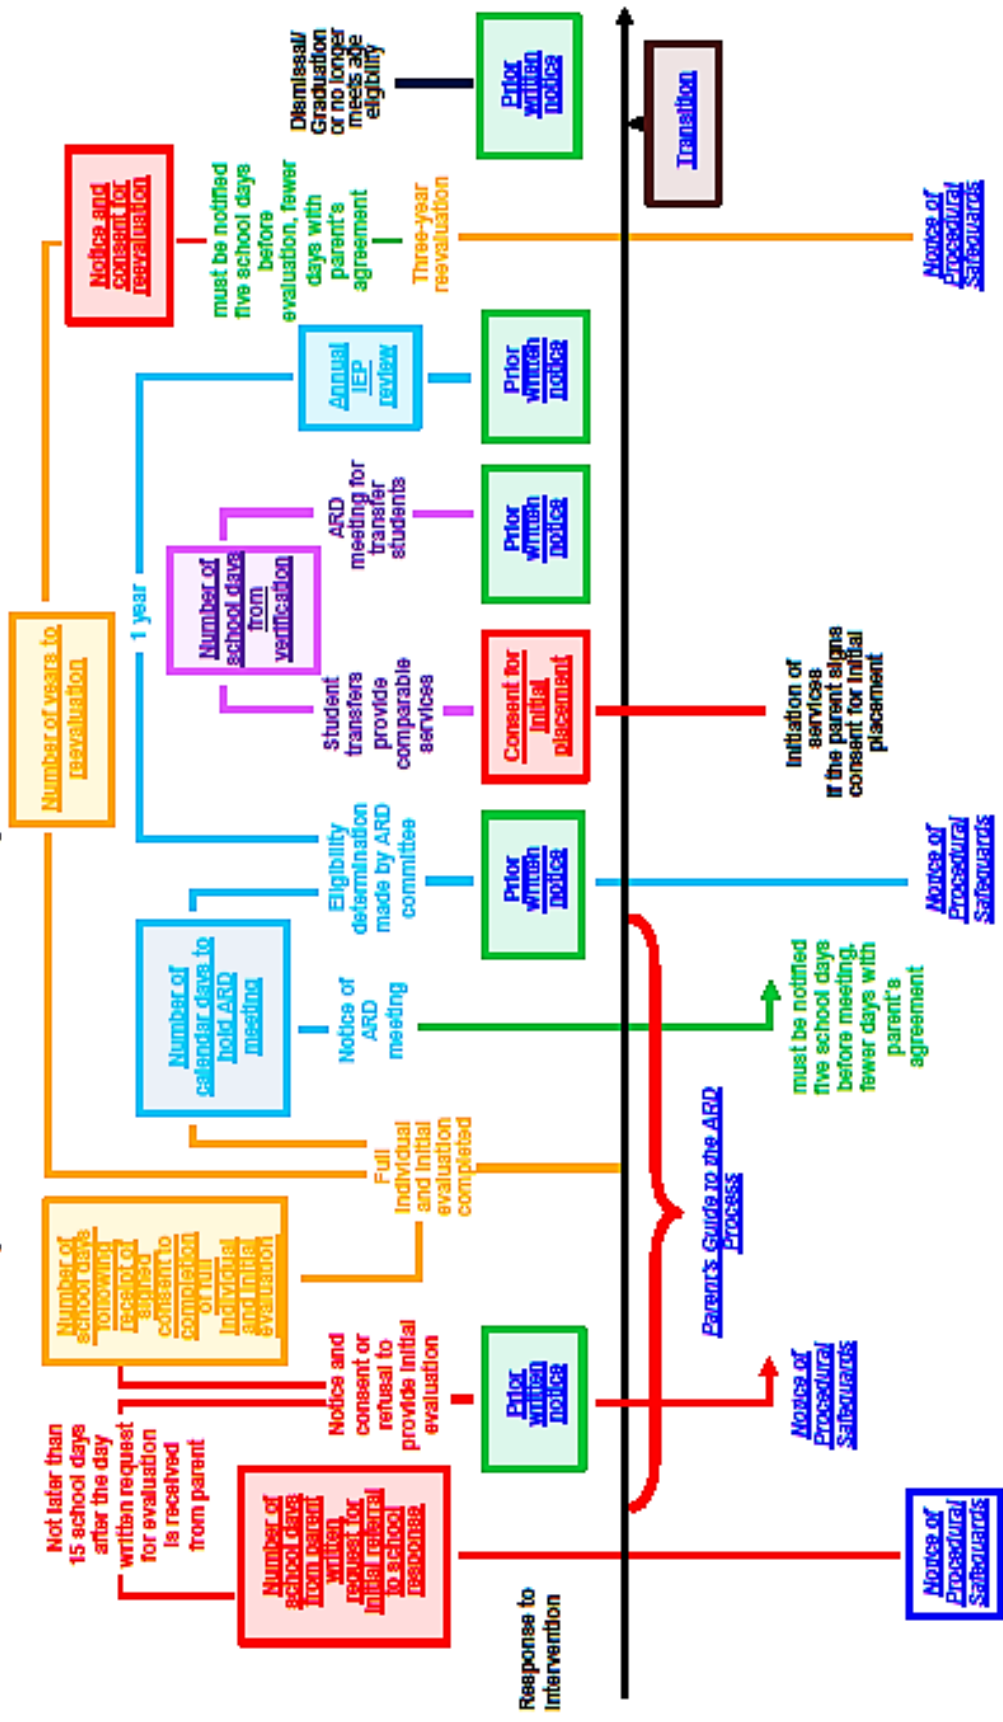 Number of years to
reevaluation
Number of
school days
following
receipt of
signed
consent to
completion
of full
individual
and initial
evaluation
Not later than
15 school days
after the day
written request
for evaluation
is received
from parent
Number of
school days
from parent
written
request for
initial referral
to school
response
Notice and
consent or
refusal to
provide initial
evaluation
Full
individual
and initial
evaluation
completed
Number of
calendar days to
hold ARD
meeting
Notice of
ARD
meeting
Eligibility
determination
made by ARD
committee
1 year
Number of
school days
from
verification
Student
transfers
provide
comparable
services
ARD
meeting for
transfer
students
Annual
IEP
review
Notice and
consent for
reevaluation
must be notified
five school days
before
evaluation, fewer
days with
parent's
agreement
Three-year
reevaluation
Dismissal/
Graduation
or no longer
meets age
eligibility
Response to
Intervention
Prior
written
notice
Prior
written
notice
Consent for
initial
placement
Prior
written
notice
Prior
written
notice
Prior
written
notice
Transition
Parent's Guide to the ARD
Process
Notice of
Procedural
Safeguards
Notice of
Procedural
Safeguards
must be notified
five school days
before meeting,
fewer days with
parent's
agreement
Notice of
Procedural
Safeguards
Initiation of
services
if the parent signs
consent for initial
placement
Notice of
Procedural
Safeguards